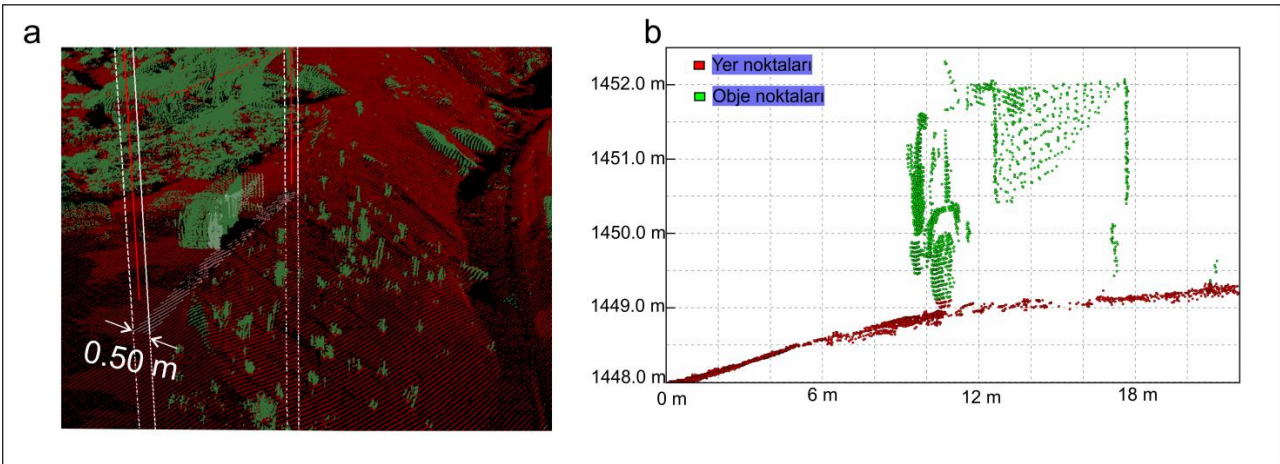 a
0.50 m
b
Yer noktaları
Obje noktaları
1452.0 m
1451.0 m
1450.0 m
1449.0 m
1448.0 m
0 m 6 m 12 m 18 m